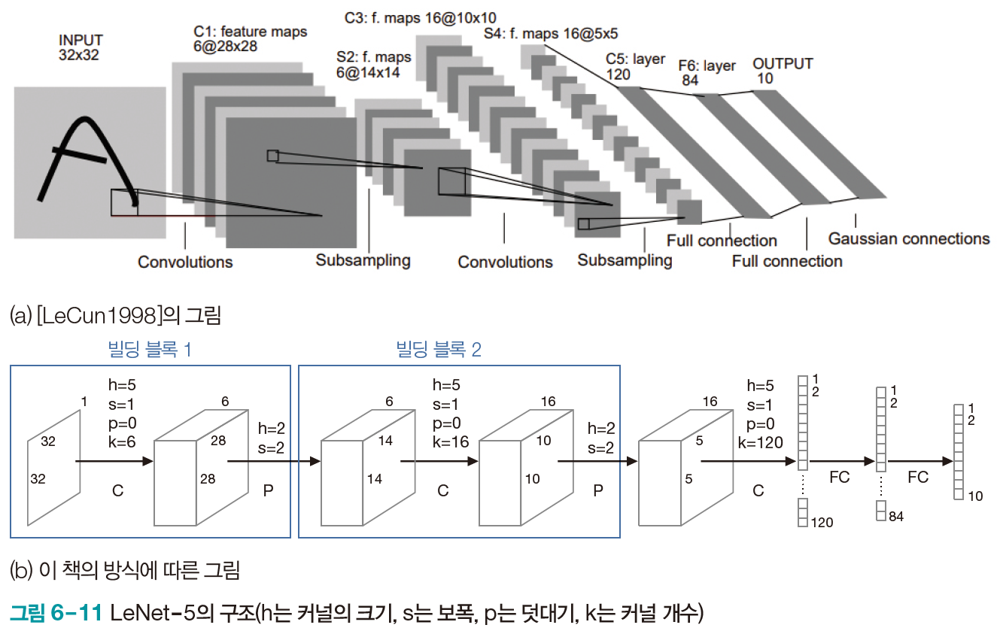 INPUT
32x32
C1: feature maps
6@28x28
S2: f. maps
6@14x14
C3: f. maps 16@10x10
S4: f. maps 16@5x5
C5: layer
120
F6: layer
84
OUTPUT
10
Convolutions
Subsampling
Convolutions
Subsampling
Full connection
Full connection
Gaussian connections
(a) [LeCun1998]의 그림
빌딩 블록 1
빌딩 블록 2
1
32
32
h=5
s=1
p=0
k=6
C
6
28
28
h=2
s=2
P
6
14
14
h=5
s=1
p=0
k=16
C
16
10
10
h=2
s=2
P
16
5
5
h=5
s=1
p=0
k=120
C
1
2
120
FC
1
2
84
FC
1
2
10
(b) 이 책의 방식에 따른 그림
그림 6-11 LeNet-5의 구조(h는 커널의 크기, s는 보폭, p는 덧대기, k는 커널 개수)